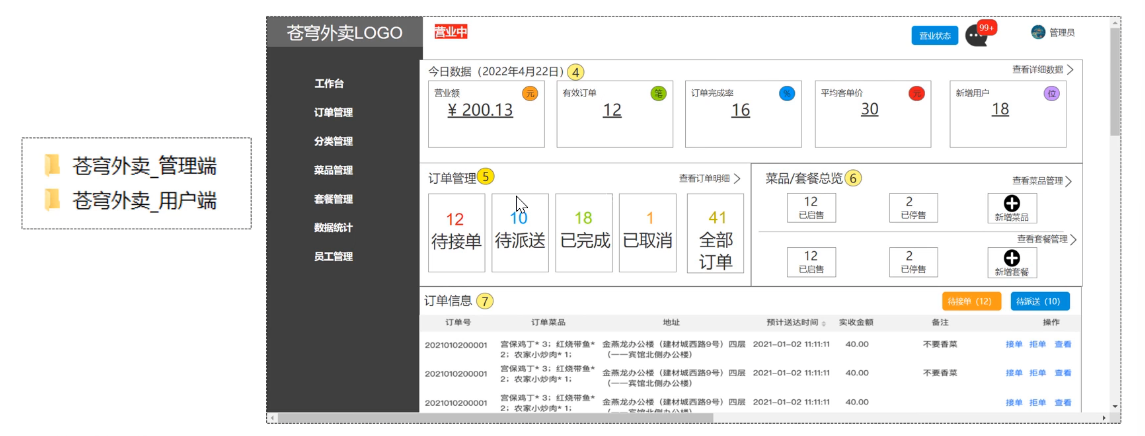 苍穹外卖_管理端
苍穹外卖_用户端
苍穹外卖LOGO
营业中
营业状态
99+
管理员
工作台
订单管理
分类管理
菜品管理
套餐管理
数据统计
员工管理
今日数据（2022年4月22日） 4
查看详细数据
营业额 元
¥ 200.13
有效订单 笔
12
订单完成率 %
16
平均客单价 元
30
新增用户 位
18
订单管理 5
查看订单明细
12
待接单
10
待派送
18
已完成
1
已取消
41
全部
订单
菜品/套餐总览 6
查看菜品管理
12
已启售
2
已停售
新增菜品
查看套餐管理
12
已启售
2
已停售
新增套餐
订单信息 7
待接单（12）
待派送（10）
订单号 订单菜品 地址 预计送达时间 实收金额 备注 操作
2021010200001 宫保鸡丁* 3；红烧带鱼* 2；农家小炒肉* 1； 金燕龙办公楼（建材城西路9号）四层（——宾馆北侧办公楼） 2021-01-02 11:11:11 40.00 不要香菜 接单 拒单 查看
2021010200001 宫保鸡丁* 3；红烧带鱼* 2；农家小炒肉* 1； 金燕龙办公楼（建材城西路9号）四层（——宾馆北侧办公楼） 2021-01-02 11:11:11 40.00 不要香菜 接单 拒单 查看
2021010200001 宫保鸡丁* 3；红烧带鱼* 2；农家小炒肉* 1； 金燕龙办公楼（建材城西路9号）四层（——宾馆北侧办公楼） 2021-01-02 11:11:11 40.00 接单 拒单 查看